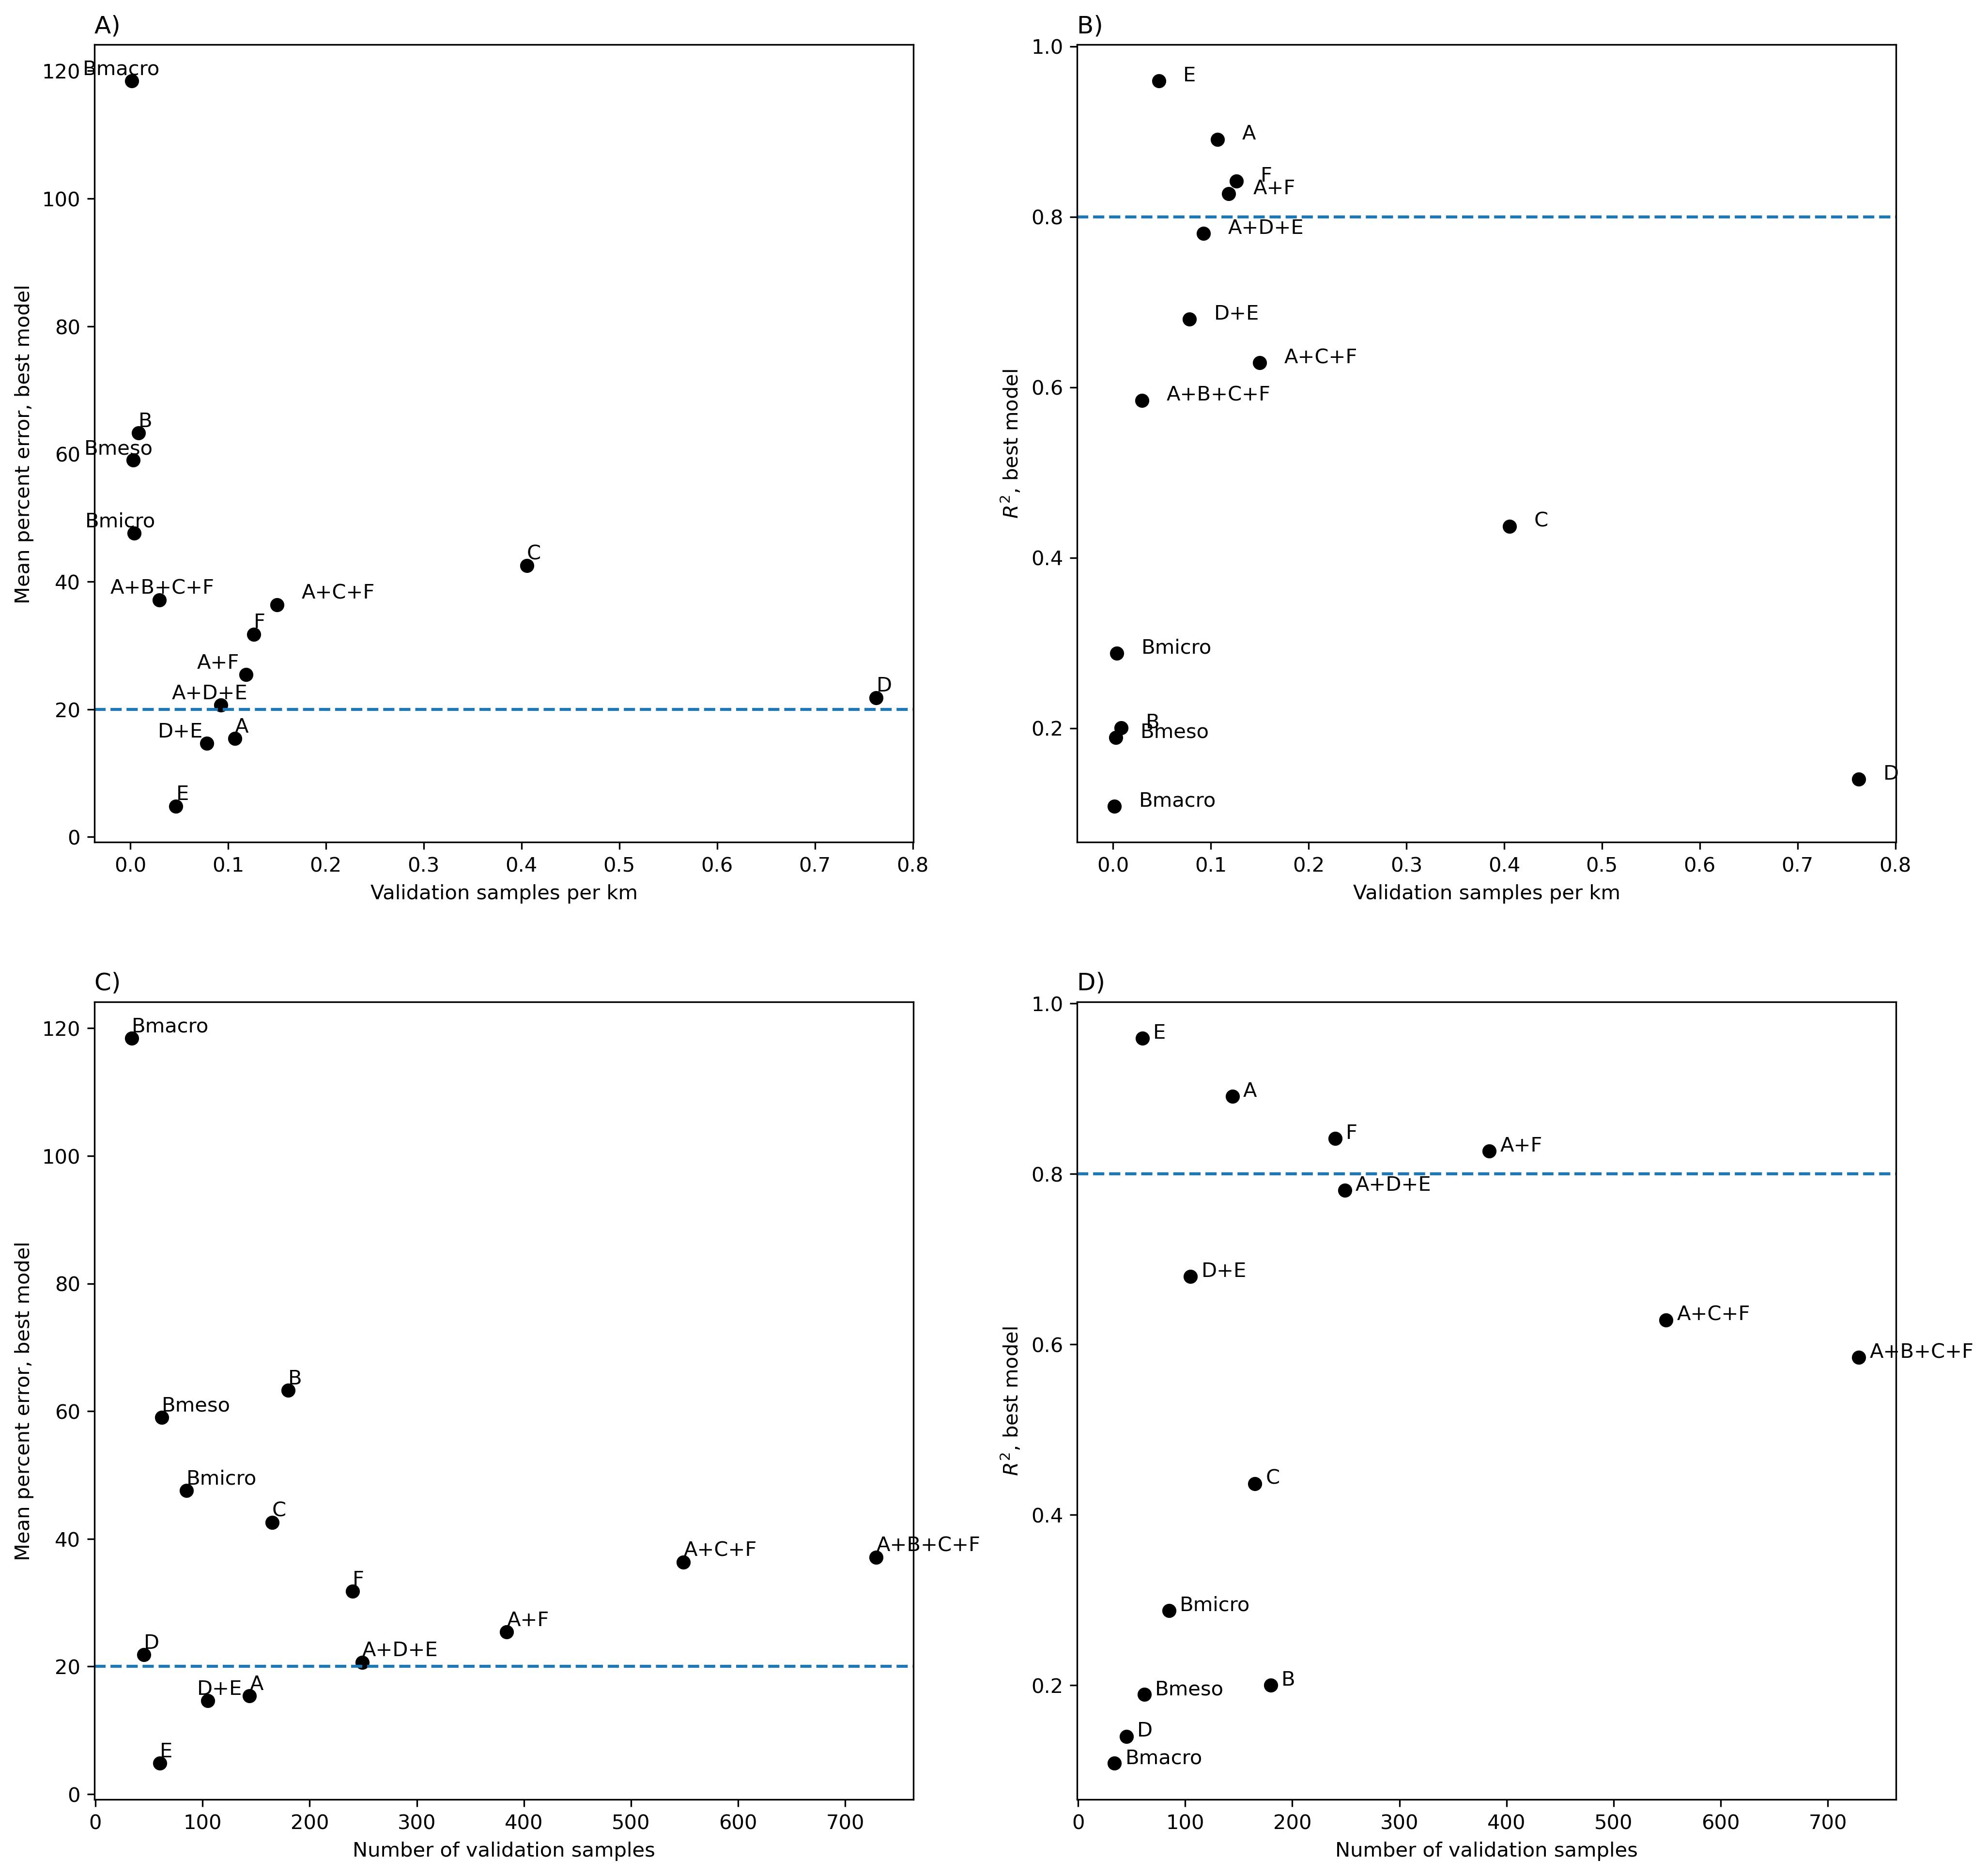 A)
120
100
80
60
40
20
0
Mean percent error, best model
Bmacro
B
Bmeso
Bmicro
C
A+B+C+F
A+C+F
F
A+F
A+D+E
D
D+E
A
E
0.0 0.1 0.2 0.3 0.4 0.5 0.6 0.7 0.8
Validation samples per km
B)
1.0
0.8
0.6
0.4
0.2
R², best model
E
A
F
A+F
A+D+E
D+E
A+C+F
A+B+C+F
C
Bmicro
B
Bmeso
D
Bmacro
0.0 0.1 0.2 0.3 0.4 0.5 0.6 0.7 0.8
Validation samples per km
C)
120
100
80
60
40
20
0
Mean percent error, best model
Bmacro
B
Bmeso
Bmicro
C
A+C+F
A+B+C+F
F
A+F
D
A+D+E
D+E
A
E
0 100 200 300 400 500 600 700
Number of validation samples
D)
1.0
0.8
0.6
0.4
0.2
R², best model
E
A
F
A+F
A+D+E
D+E
A+C+F
A+B+C+F
C
Bmicro
B
Bmeso
D
Bmacro
0 100 200 300 400 500 600 700
Number of validation samples